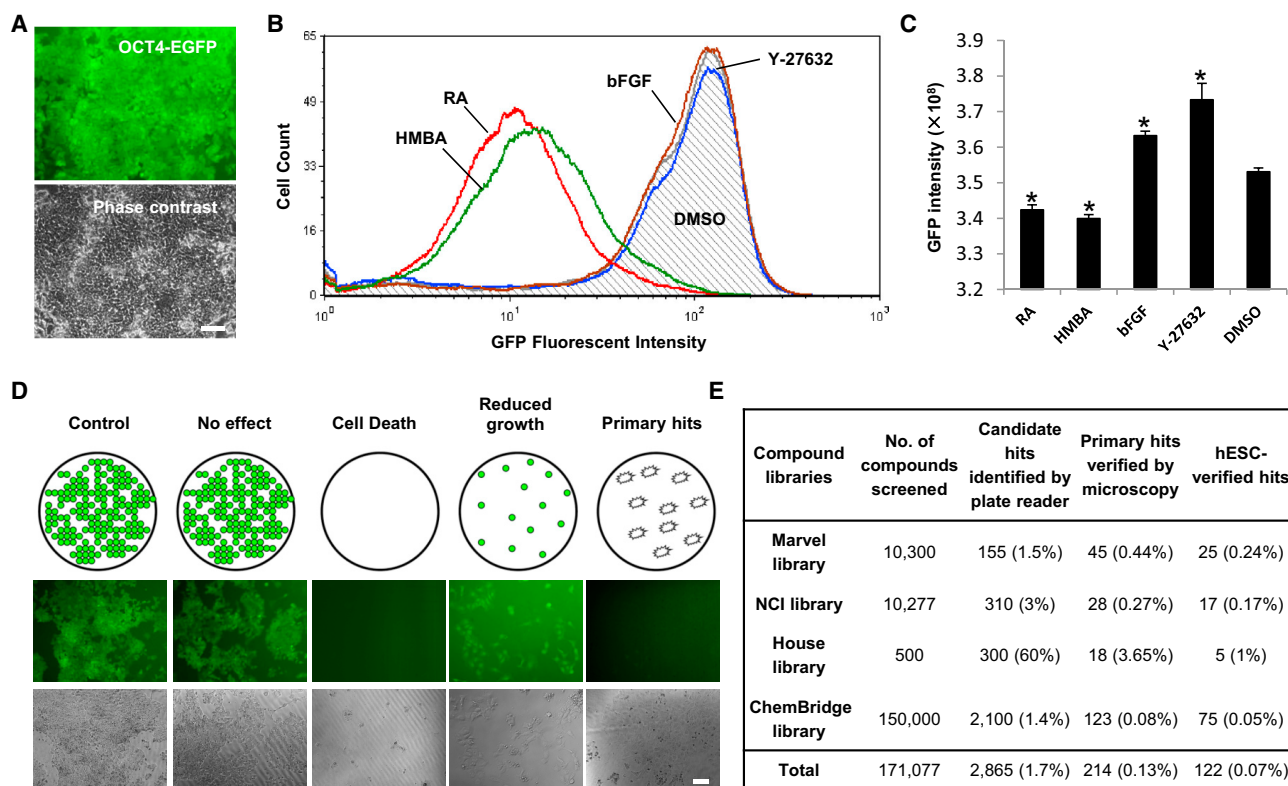 A
OCT4-EGFP
Phase contrast
B
65
49
33
16
0
Cell Count
RA
HMBA
bFGF
Y-27632
DMSO
10⁰
10¹
10²
10³
GFP Fluorescent Intensity
C
3.9
3.8
3.7
3.6
3.5
3.4
3.3
3.2
GFP intensity (×10⁸)
*
*
*
*
RA
HMBA
bFGF
Y-27632
DMSO
D
Control
No effect
Cell Death
Reduced
growth
Primary hits
E
Compound
libraries
No. of
compounds
screened
Candidate
hits
identified by
plate reader
Primary hits
verified by
microscopy
hESC-
verified hits
Marvel
library
10,300
155 (1.5%)
45 (0.44%)
25 (0.24%)
NCI library
10,277
310 (3%)
28 (0.27%)
17 (0.17%)
House
library
500
300 (60%)
18 (3.65%)
5 (1%)
ChemBridge
library
150,000
2,100 (1.4%)
123 (0.08%)
75 (0.05%)
Total
171,077
2,865 (1.7%)
214 (0.13%)
122 (0.07%)